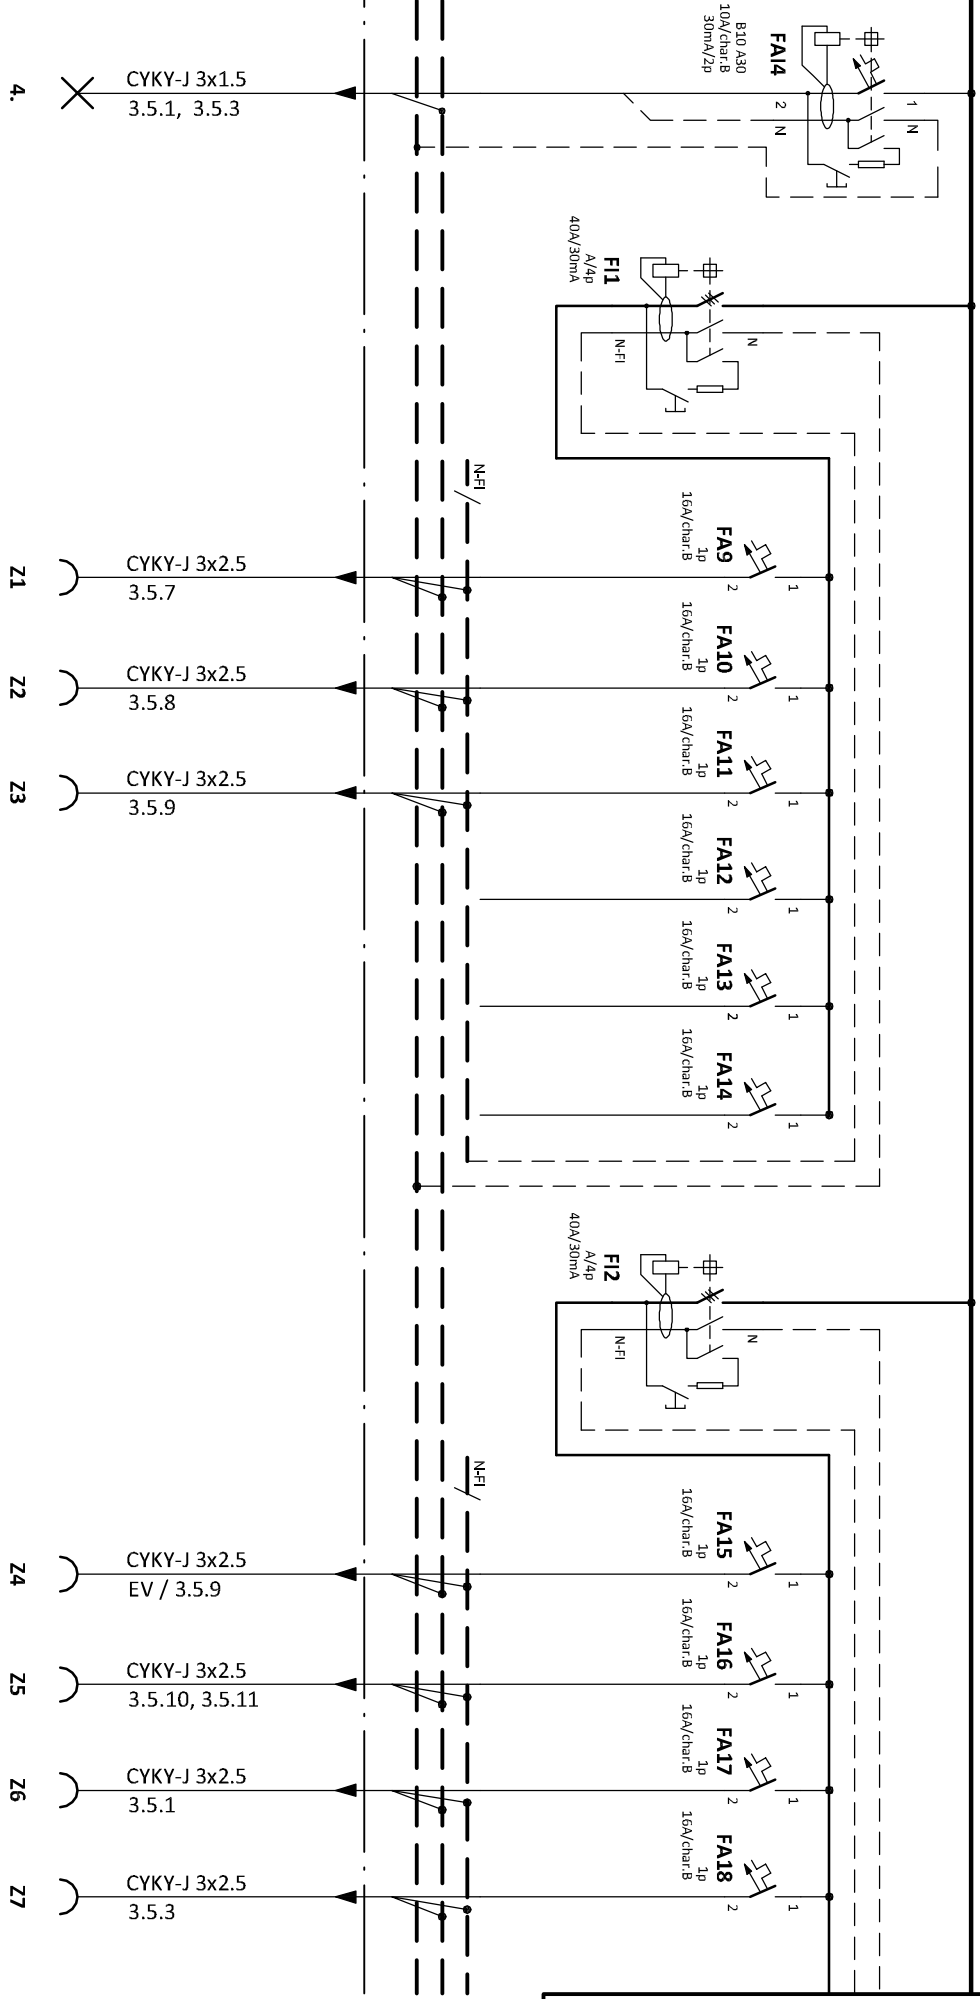 FAI4
B10 A30
10A/char.B
30mA/2p
1
N
2
N
4.
CYKY-J 3x1.5
3.5.1, 3.5.3
FI1
A/4p
40A/30mA
N
N-FI
N-FI
FA9
1p
16A/char.B
1
2
Z1
CYKY-J 3x2.5
3.5.7
FA10
1p
16A/char.B
1
2
Z2
CYKY-J 3x2.5
3.5.8
FA11
1p
16A/char.B
1
2
Z3
CYKY-J 3x2.5
3.5.9
FA12
1p
16A/char.B
1
2
FA13
1p
16A/char.B
1
2
FA14
1p
16A/char.B
1
2
FI2
A/4p
40A/30mA
N
N-FI
N-FI
FA15
1p
16A/char.B
1
2
Z4
CYKY-J 3x2.5
EV / 3.5.9
FA16
1p
16A/char.B
1
2
Z5
CYKY-J 3x2.5
3.5.10, 3.5.11
FA17
1p
16A/char.B
1
2
Z6
CYKY-J 3x2.5
3.5.1
FA18
1p
16A/char.B
1
2
Z7
CYKY-J 3x2.5
3.5.3